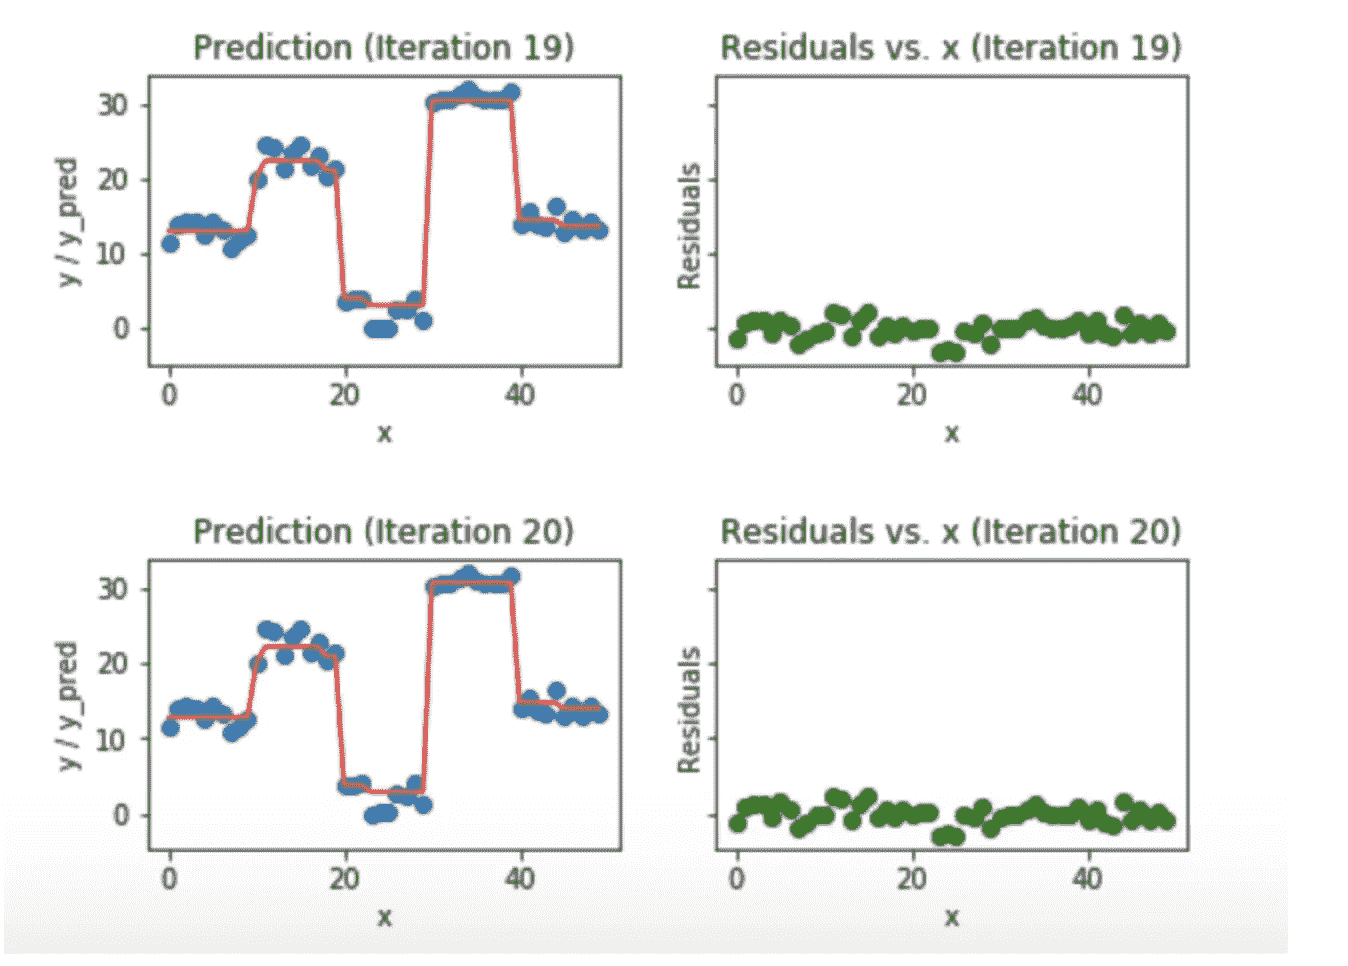 Prediction (Iteration 19)
Residuals vs. x (Iteration 19)
30
20
10
0
y / y_pred
Residuals
0 20 40
0 20 40
x
x
Prediction (Iteration 20)
Residuals vs. x (Iteration 20)
30
20
10
0
y / y_pred
Residuals
0 20 40
0 20 40
x
x